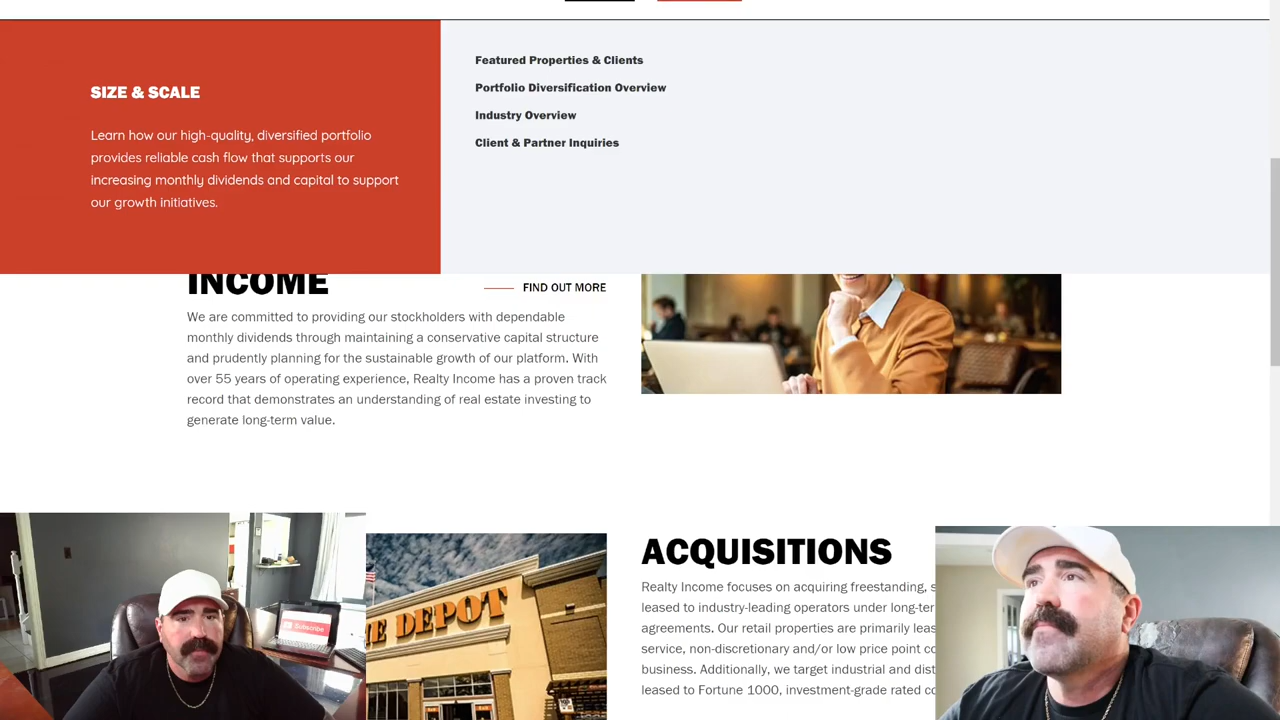 SIZE & SCALE
Learn how our high-quality, diversified portfolio
provides reliable cash flow that supports our
increasing monthly dividends and capital to support
our growth initiatives.
Featured Properties & Clients
Portfolio Diversification Overview
Industry Overview
Client & Partner Inquiries
INCOME
FIND OUT MORE
We are committed to providing our stockholders with dependable
monthly dividends through maintaining a conservative capital structure
and prudently planning for the sustainable growth of our platform. With
over 55 years of operating experience, Realty Income has a proven track
record that demonstrates an understanding of real estate investing to
generate long-term value.
Subscribe
DEPOT
ACQUISITIONS
Realty Income focuses on acquiring freestanding,
leased to industry-leading operators under
agreements. Our retail properties are primarily
service, non-discretionary and/or low price point
business. Additionally, we target industrial and
leased to Fortune 1000, investment-grade rated